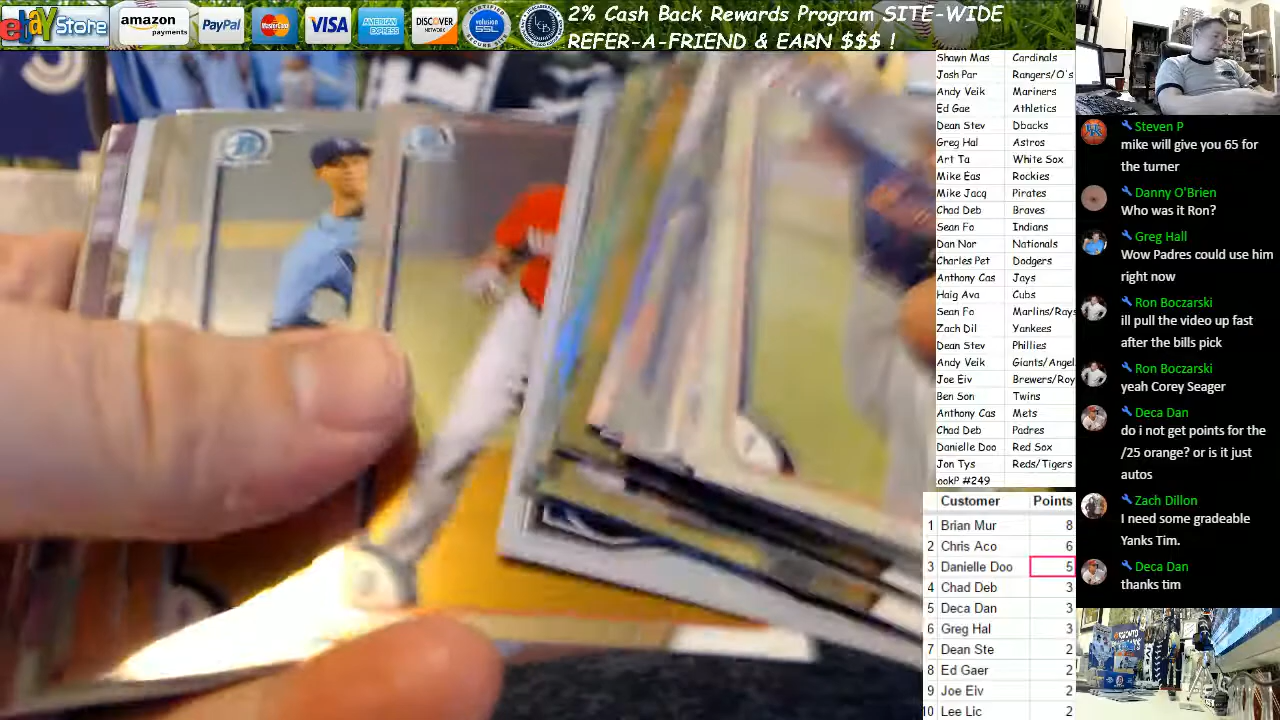 ebay Store
amazon
payments
PayPal
MasterCard
VISA
AMERICAN
EXPRESS
DISCOVER
NETWORK
volusion
SSL
2% Cash Back Rewards Program SITE-WIDE
REFER-A-FRIEND & EARN $$$ !
Shawn Mas Cardinals
Josh Par Rangers/O's
Andy Veik Mariners
Ed Gae Athletics
Dean Stev Dbacks
Greg Hal Astros
Art Ta White Sox
Mike Eas Rockies
Mike Jacq Pirates
Chad Deb Braves
Sean Fo Indians
Dan Nor Nationals
Charles Pet Dodgers
Anthony Cas Jays
Haig Ava Cubs
Sean Fo Marlins/Rays
Zach Dil Yankees
Dean Stev Phillies
Andy Veik Giants/Angel
Joe Eiv Brewers/Roy
Ben Son Twins
Anthony Cas Mets
Chad Deb Padres
Danielle Doo Red Sox
Jon Tys Reds/Tigers
ookP #249
Customer Points
1 Brian Mur 8
2 Chris Aco 6
3 Danielle Doo 5
4 Chad Deb 3
5 Deca Dan 3
6 Greg Hal 3
7 Dean Ste 2
8 Ed Gaer 2
9 Joe Eiv 2
10 Lee Lic 2
Steven P
mike will give you 65 for
the turner
Danny O'Brien
Who was it Ron?
Greg Hall
Wow Padres could use him
right now
Ron Boczarski
ill pull the video up fast
after the bills pick
Ron Boczarski
yeah Corey Seager
Deca Dan
do i not get points for the
/25 orange? or is it just
autos
Zach Dillon
I need some gradeable
Yanks Tim.
Deca Dan
thanks tim